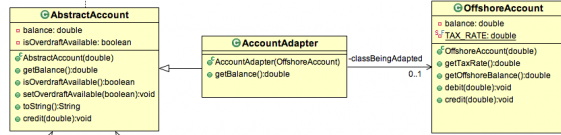 AbstractAccount
balance: double
isOverdraftAvailable: boolean
AbstractAccount(double)
getBalance():double
isOverdraftAvailable():boolean
setOverdraftAvailable(boolean):void
toString():String
credit(double):void
AccountAdapter
AccountAdapter(OffshoreAccount)
getBalance():double
-classBeingAdapted
0..1
OffshoreAccount
balance: double
TAX_RATE: double
OffshoreAccount(double)
getTaxRate():double
getOffshoreBalance():double
debit(double):void
credit(double):void